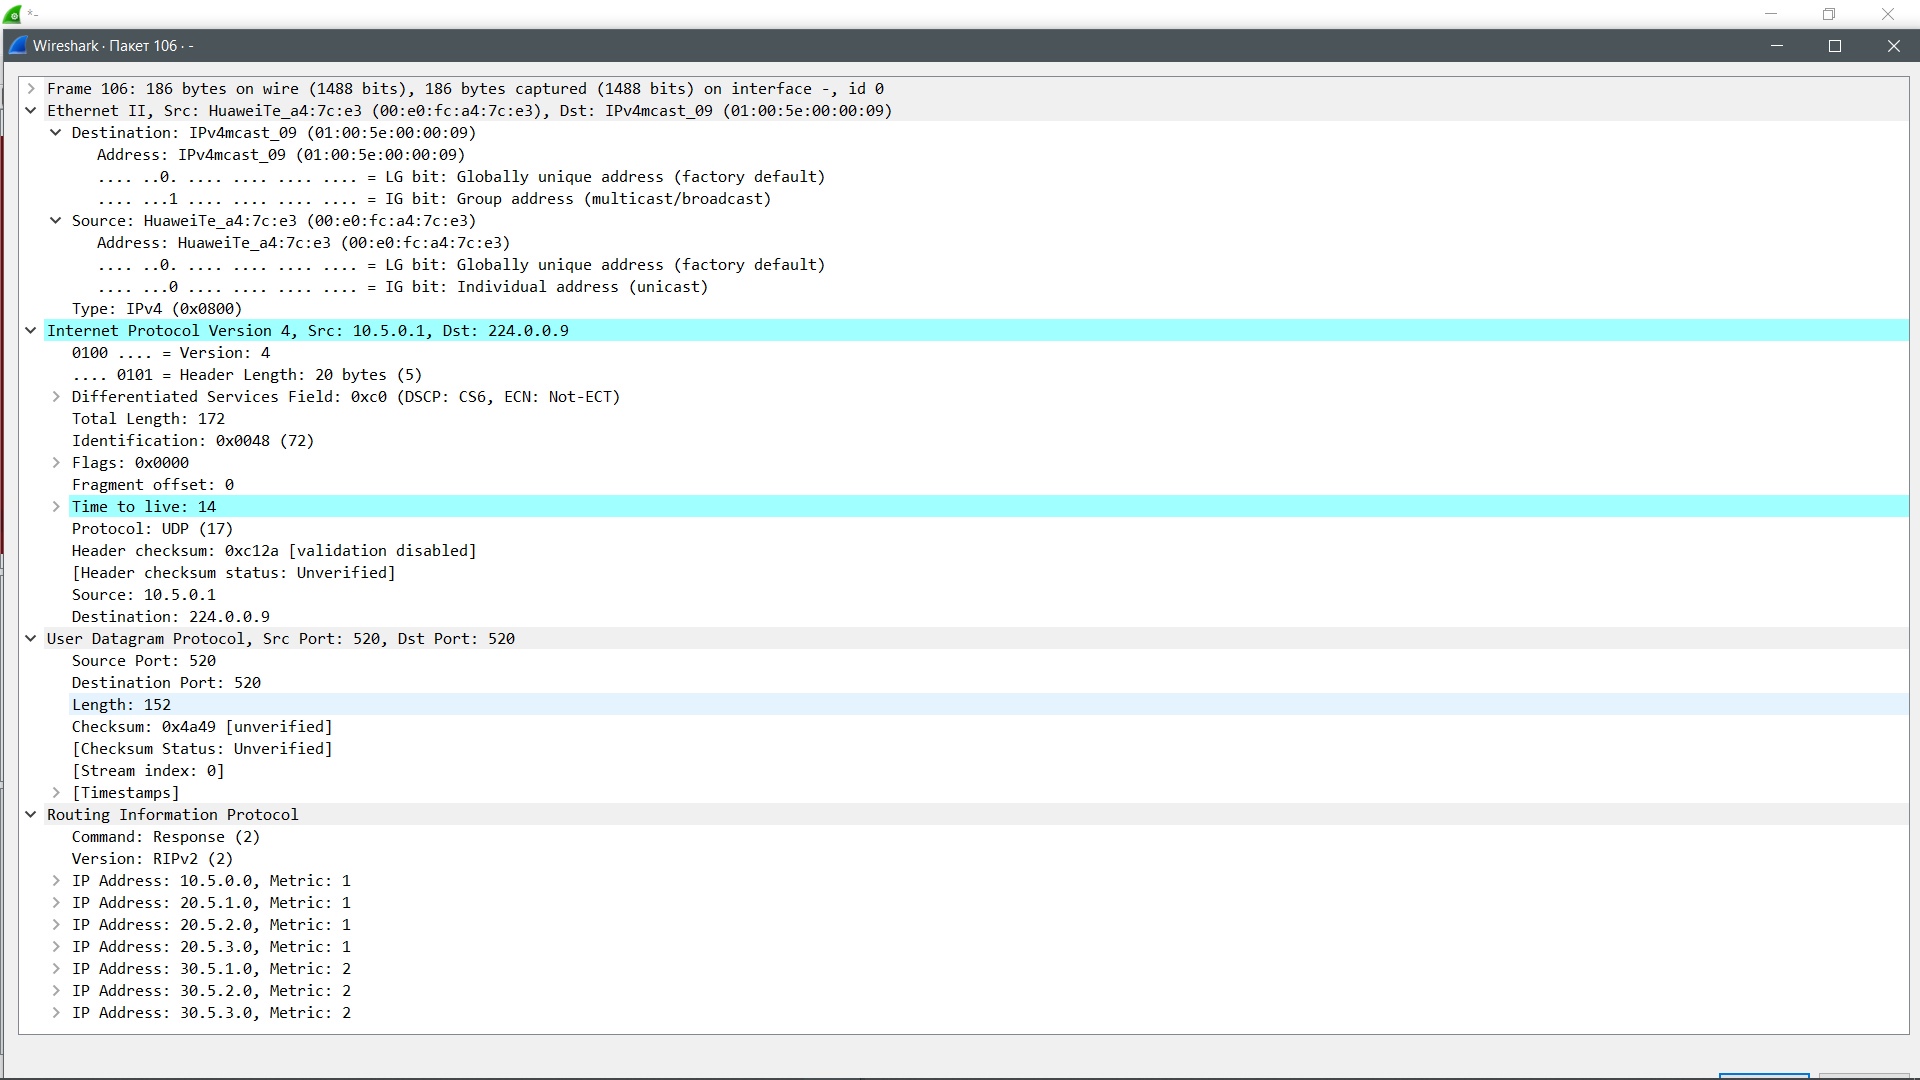 *-
Wireshark · Пакет 106 · -
Frame 106: 186 bytes on wire (1488 bits), 186 bytes captured (1488 bits) on interface -, id 0
Ethernet II, Src: HuaweiTe_a4:7c:e3 (00:e0:fc:a4:7c:e3), Dst: IPv4mcast_09 (01:00:5e:00:00:09)
Destination: IPv4mcast_09 (01:00:5e:00:00:09)
Address: IPv4mcast_09 (01:00:5e:00:00:09)
.... ..0. .... .... .... .... = LG bit: Globally unique address (factory default)
.... ...1 .... .... .... .... = IG bit: Group address (multicast/broadcast)
Source: HuaweiTe_a4:7c:e3 (00:e0:fc:a4:7c:e3)
Address: HuaweiTe_a4:7c:e3 (00:e0:fc:a4:7c:e3)
.... ..0. .... .... .... .... = LG bit: Globally unique address (factory default)
.... ...0 .... .... .... .... = IG bit: Individual address (unicast)
Type: IPv4 (0x0800)
Internet Protocol Version 4, Src: 10.5.0.1, Dst: 224.0.0.9
0100 .... = Version: 4
.... 0101 = Header Length: 20 bytes (5)
Differentiated Services Field: 0xc0 (DSCP: CS6, ECN: Not-ECT)
Total Length: 172
Identification: 0x0048 (72)
Flags: 0x0000
Fragment offset: 0
Time to live: 14
Protocol: UDP (17)
Header checksum: 0xc12a [validation disabled]
[Header checksum status: Unverified]
Source: 10.5.0.1
Destination: 224.0.0.9
User Datagram Protocol, Src Port: 520, Dst Port: 520
Source Port: 520
Destination Port: 520
Length: 152
Checksum: 0x4a49 [unverified]
[Checksum Status: Unverified]
[Stream index: 0]
[Timestamps]
Routing Information Protocol
Command: Response (2)
Version: RIPv2 (2)
IP Address: 10.5.0.0, Metric: 1
IP Address: 20.5.1.0, Metric: 1
IP Address: 20.5.2.0, Metric: 1
IP Address: 20.5.3.0, Metric: 1
IP Address: 30.5.1.0, Metric: 2
IP Address: 30.5.2.0, Metric: 2
IP Address: 30.5.3.0, Metric: 2